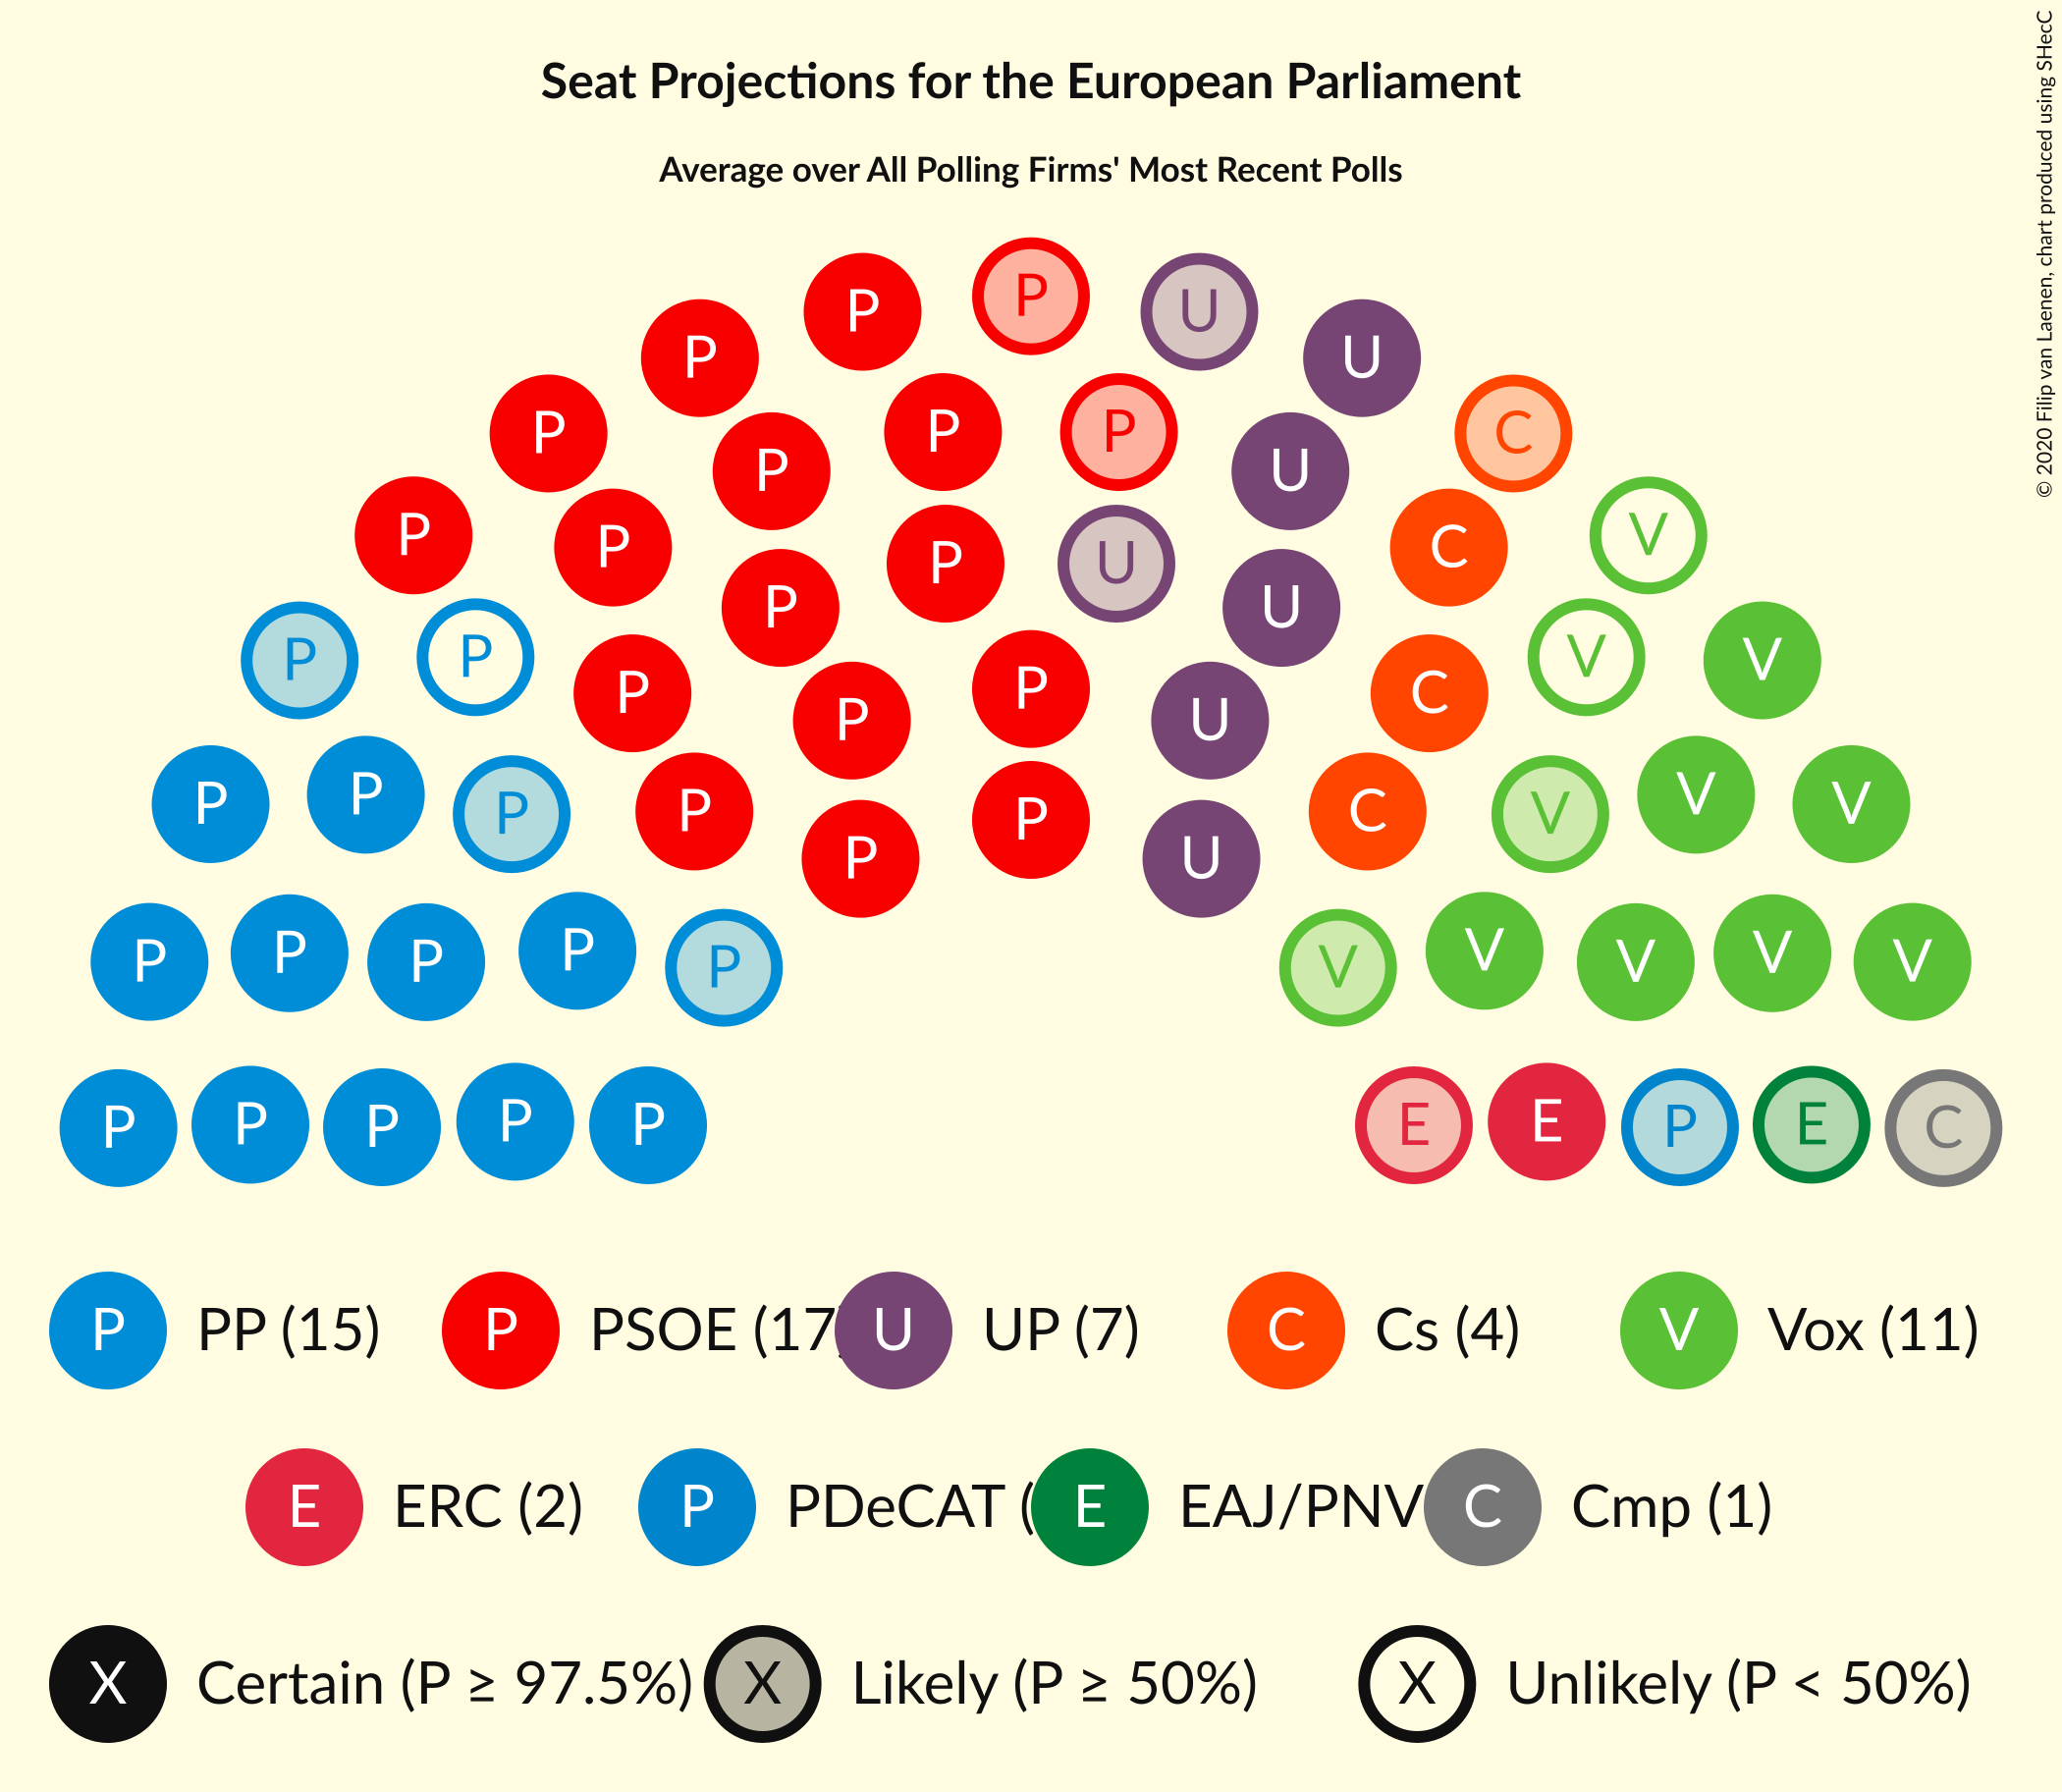 Seat Projections for the European Parliament
Average over All Polling Firms' Most Recent Polls
© 2020 Filip van Laenen, chart produced using SHecC
P P U
P U
P P P C
P U
P P C V
P U
P U
P P V V
P P C
P U
P P P P P C V V V
P U
P P P P P V V V V V
P P P P P E E P E C
P PP (15) P PSOE (17 U UP (7) C Cs (4) V Vox (11)
E ERC (2) P PDeCAT ( E EAJ/PNV C Cmp (1)
X Certain (P ≥ 97.5%) X Likely (P ≥ 50%) X Unlikely (P < 50%)